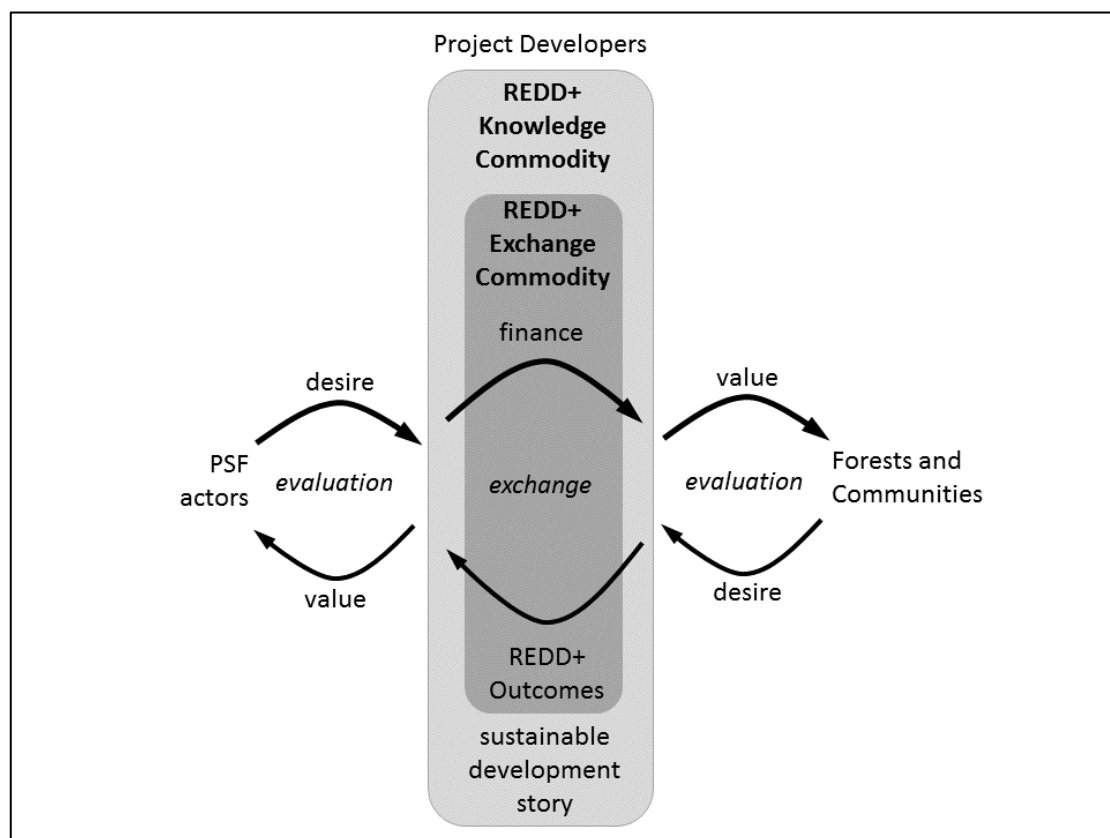 Project Developers
REDD+
Knowledge
Commodity
REDD+
Exchange
Commodity
finance
desire
value
PSF
actors
evaluation
exchange
evaluation
Forests and
Communities
value
desire
REDD+
Outcomes
sustainable
development
story